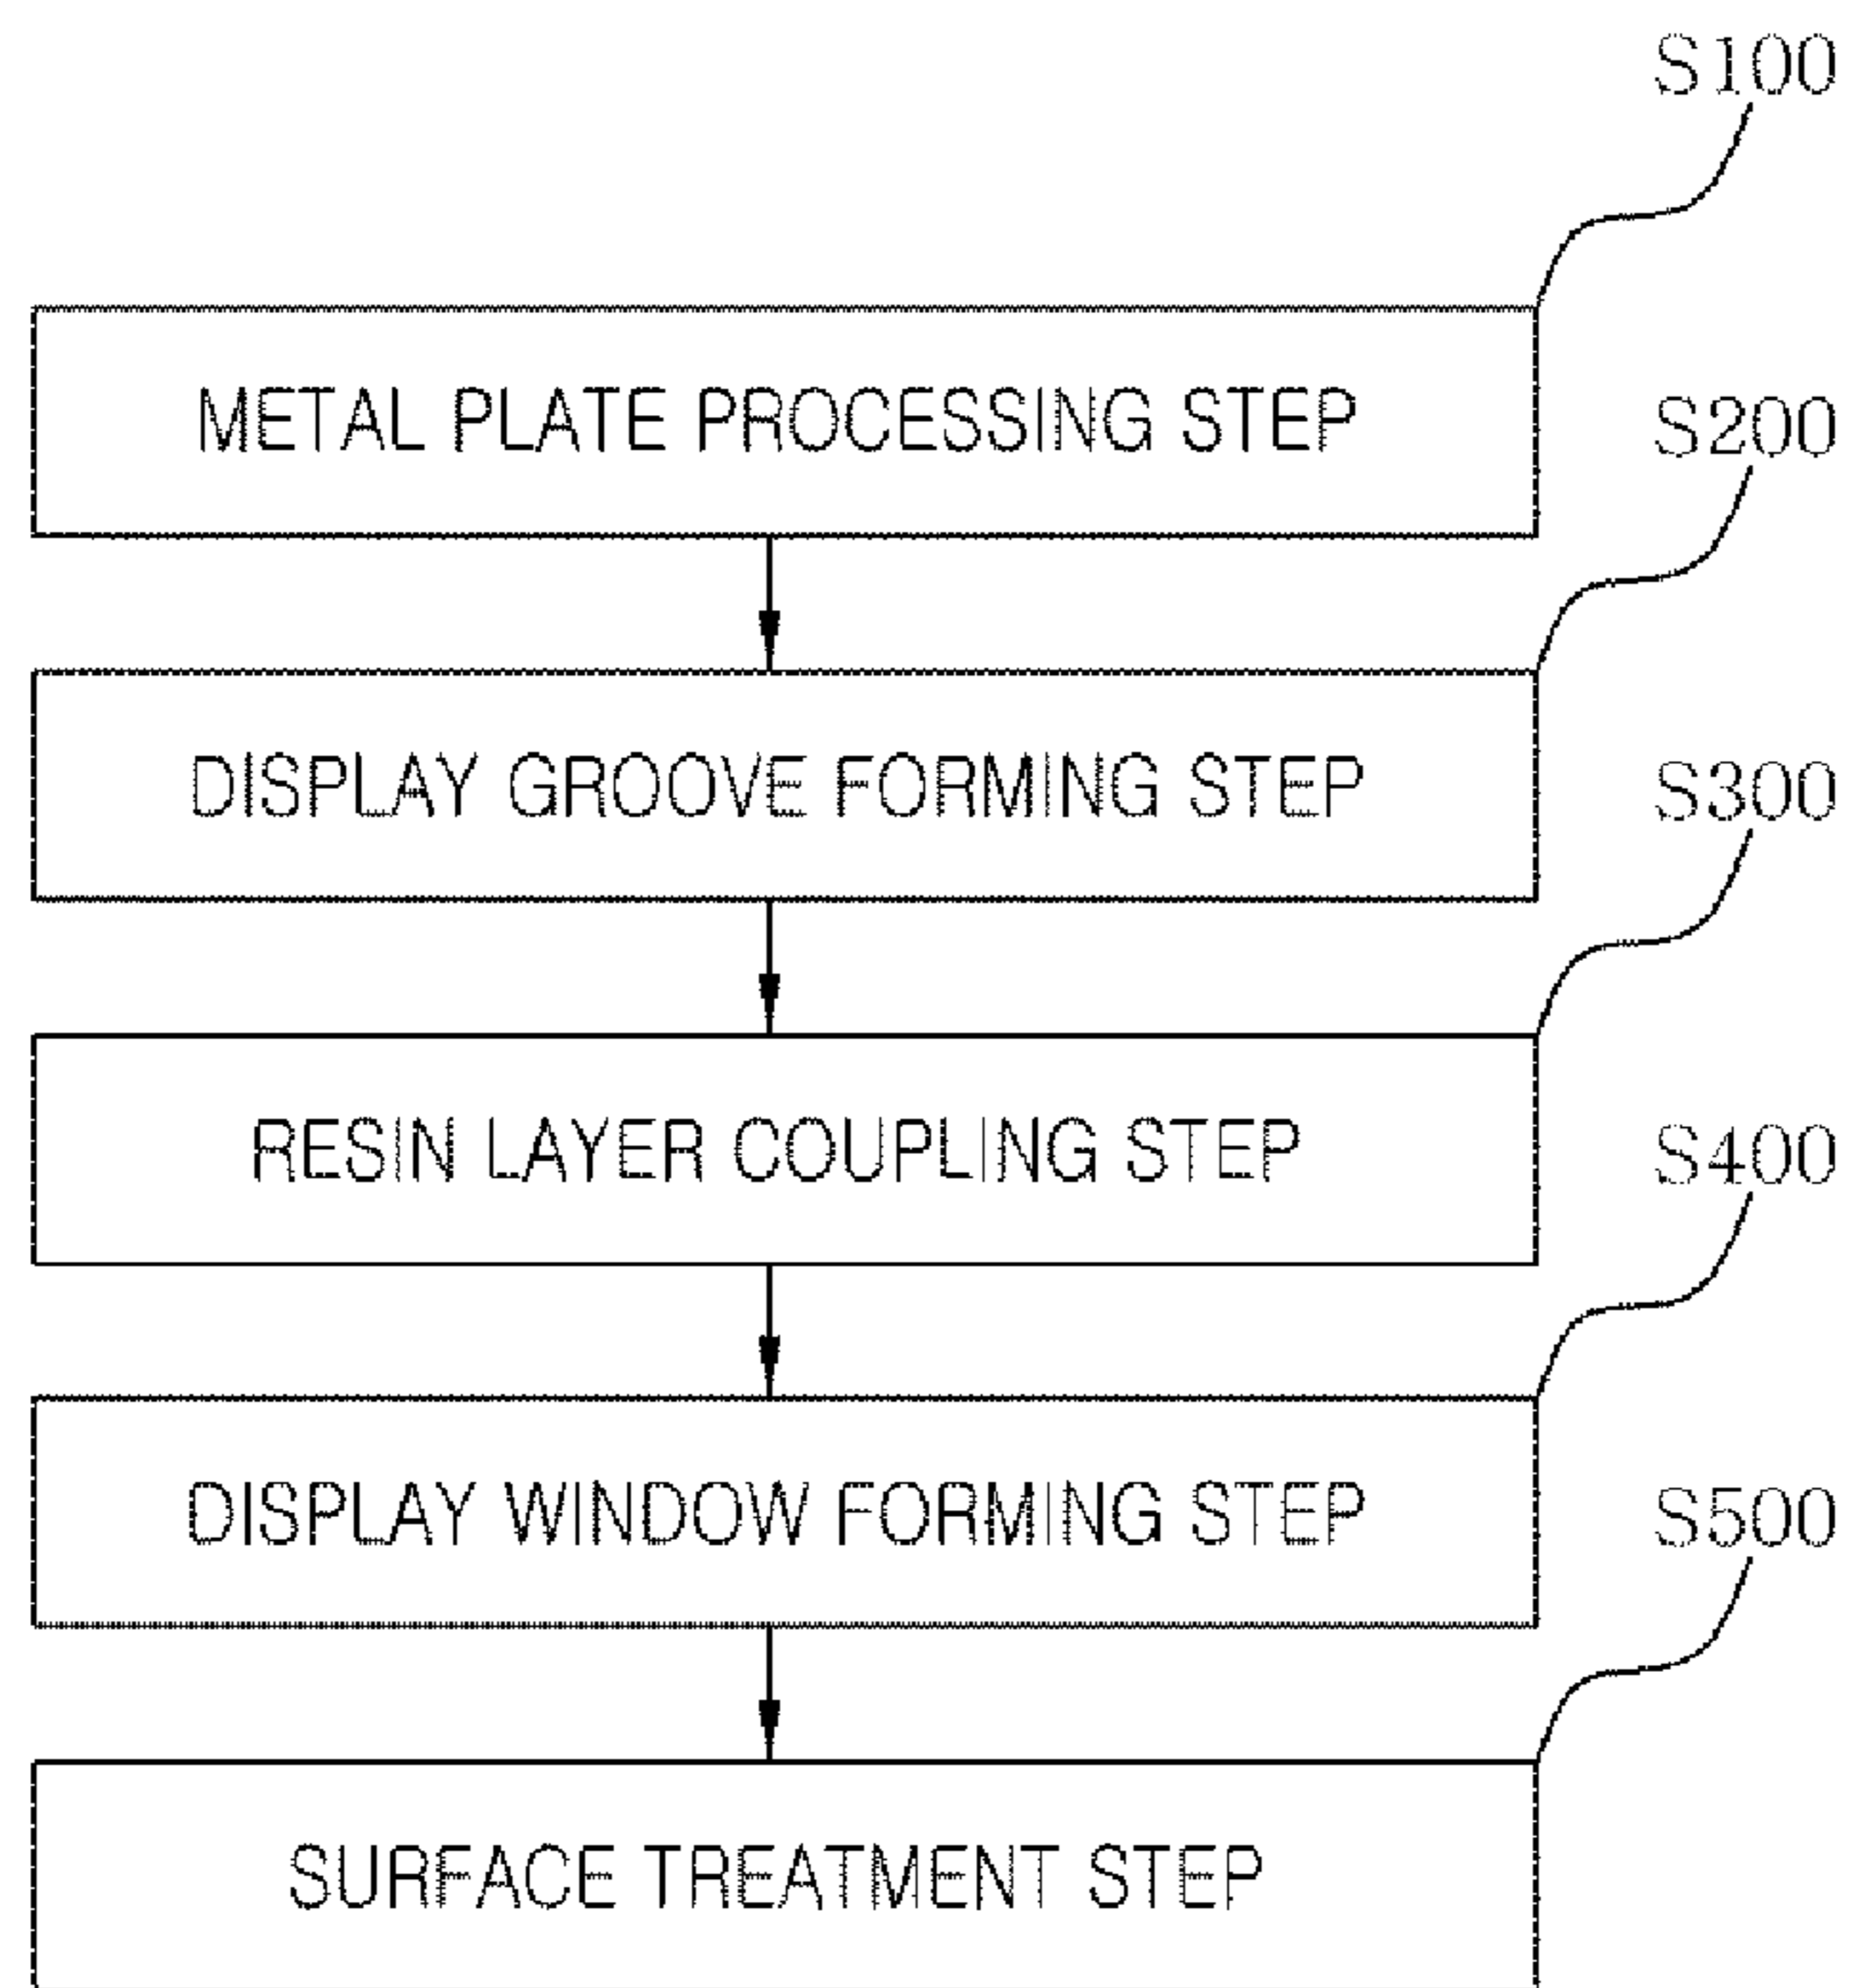 S100
METAL PLATE PROCESSING STEP
S200
DISPLAY GROOVE FORMING STEP
S300
RESIN LAYER COUPLING STEP
S400
DISPLAY WINDOW FORMING STEP
S500
SURFACE TREATMENT STEP